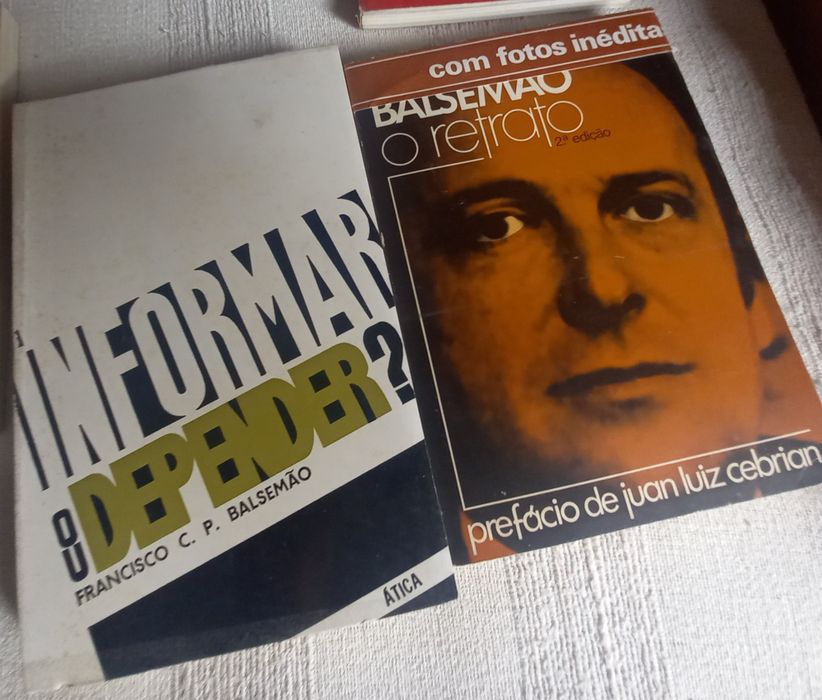 INFORMAR
OU DEPENDER?
FRANCISCO C. P. BALSEMÃO
ÁTICA
com fotos inédita
BALSEMÃO
o retrato
2ª edição
prefácio de juan luiz cebrian